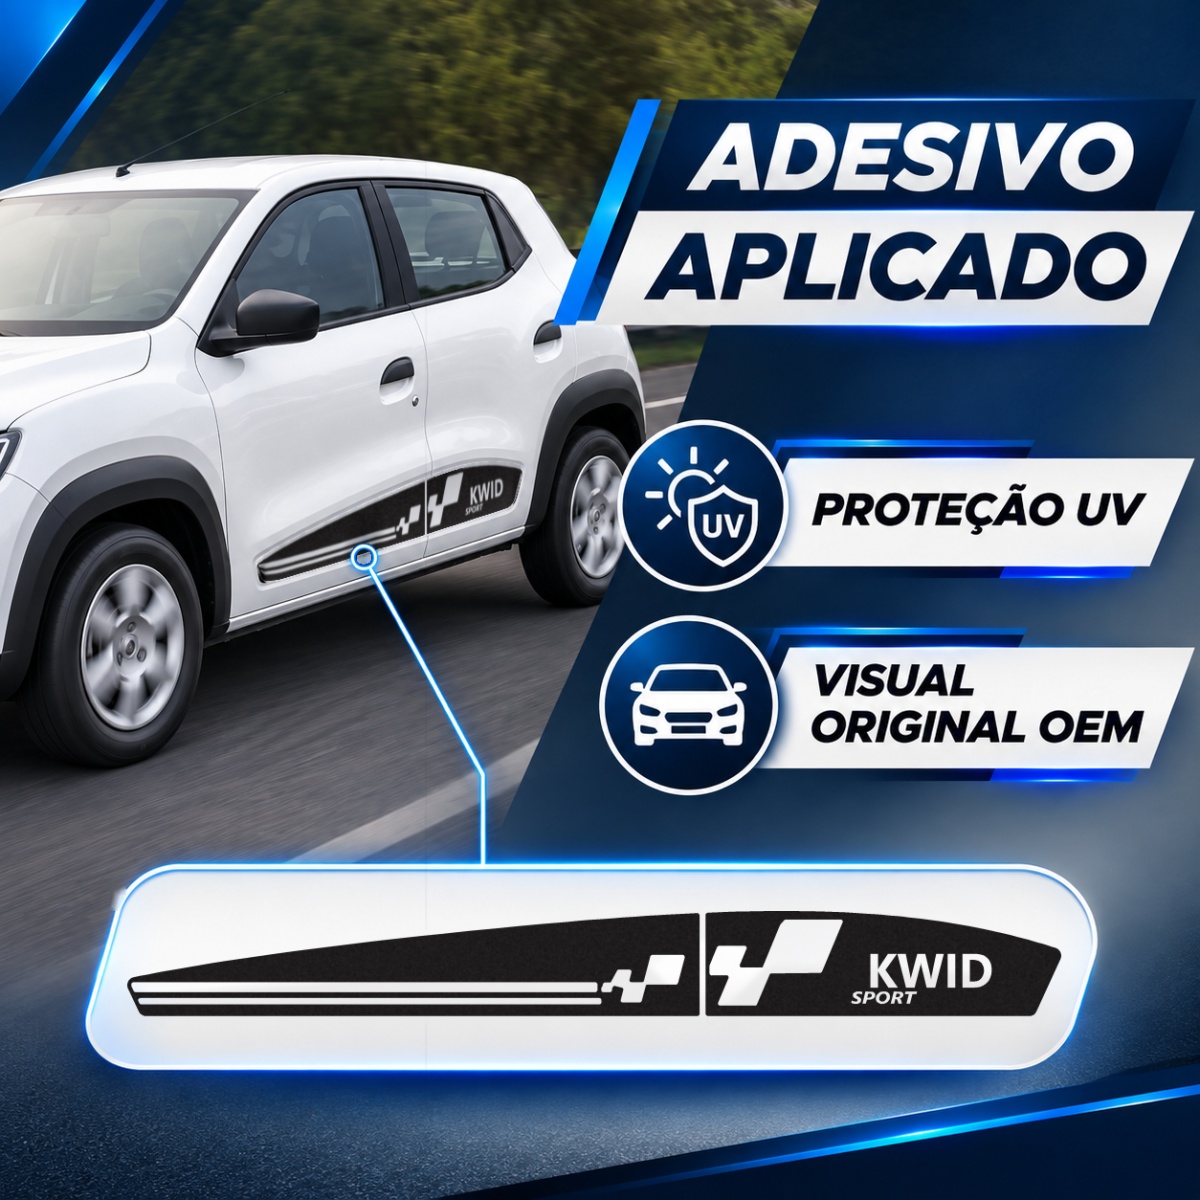 ADESIVO
APLICADO
UV
PROTEÇÃO UV
VISUAL
ORIGINAL OEM
KWID
SPORT
KWID
SPORT